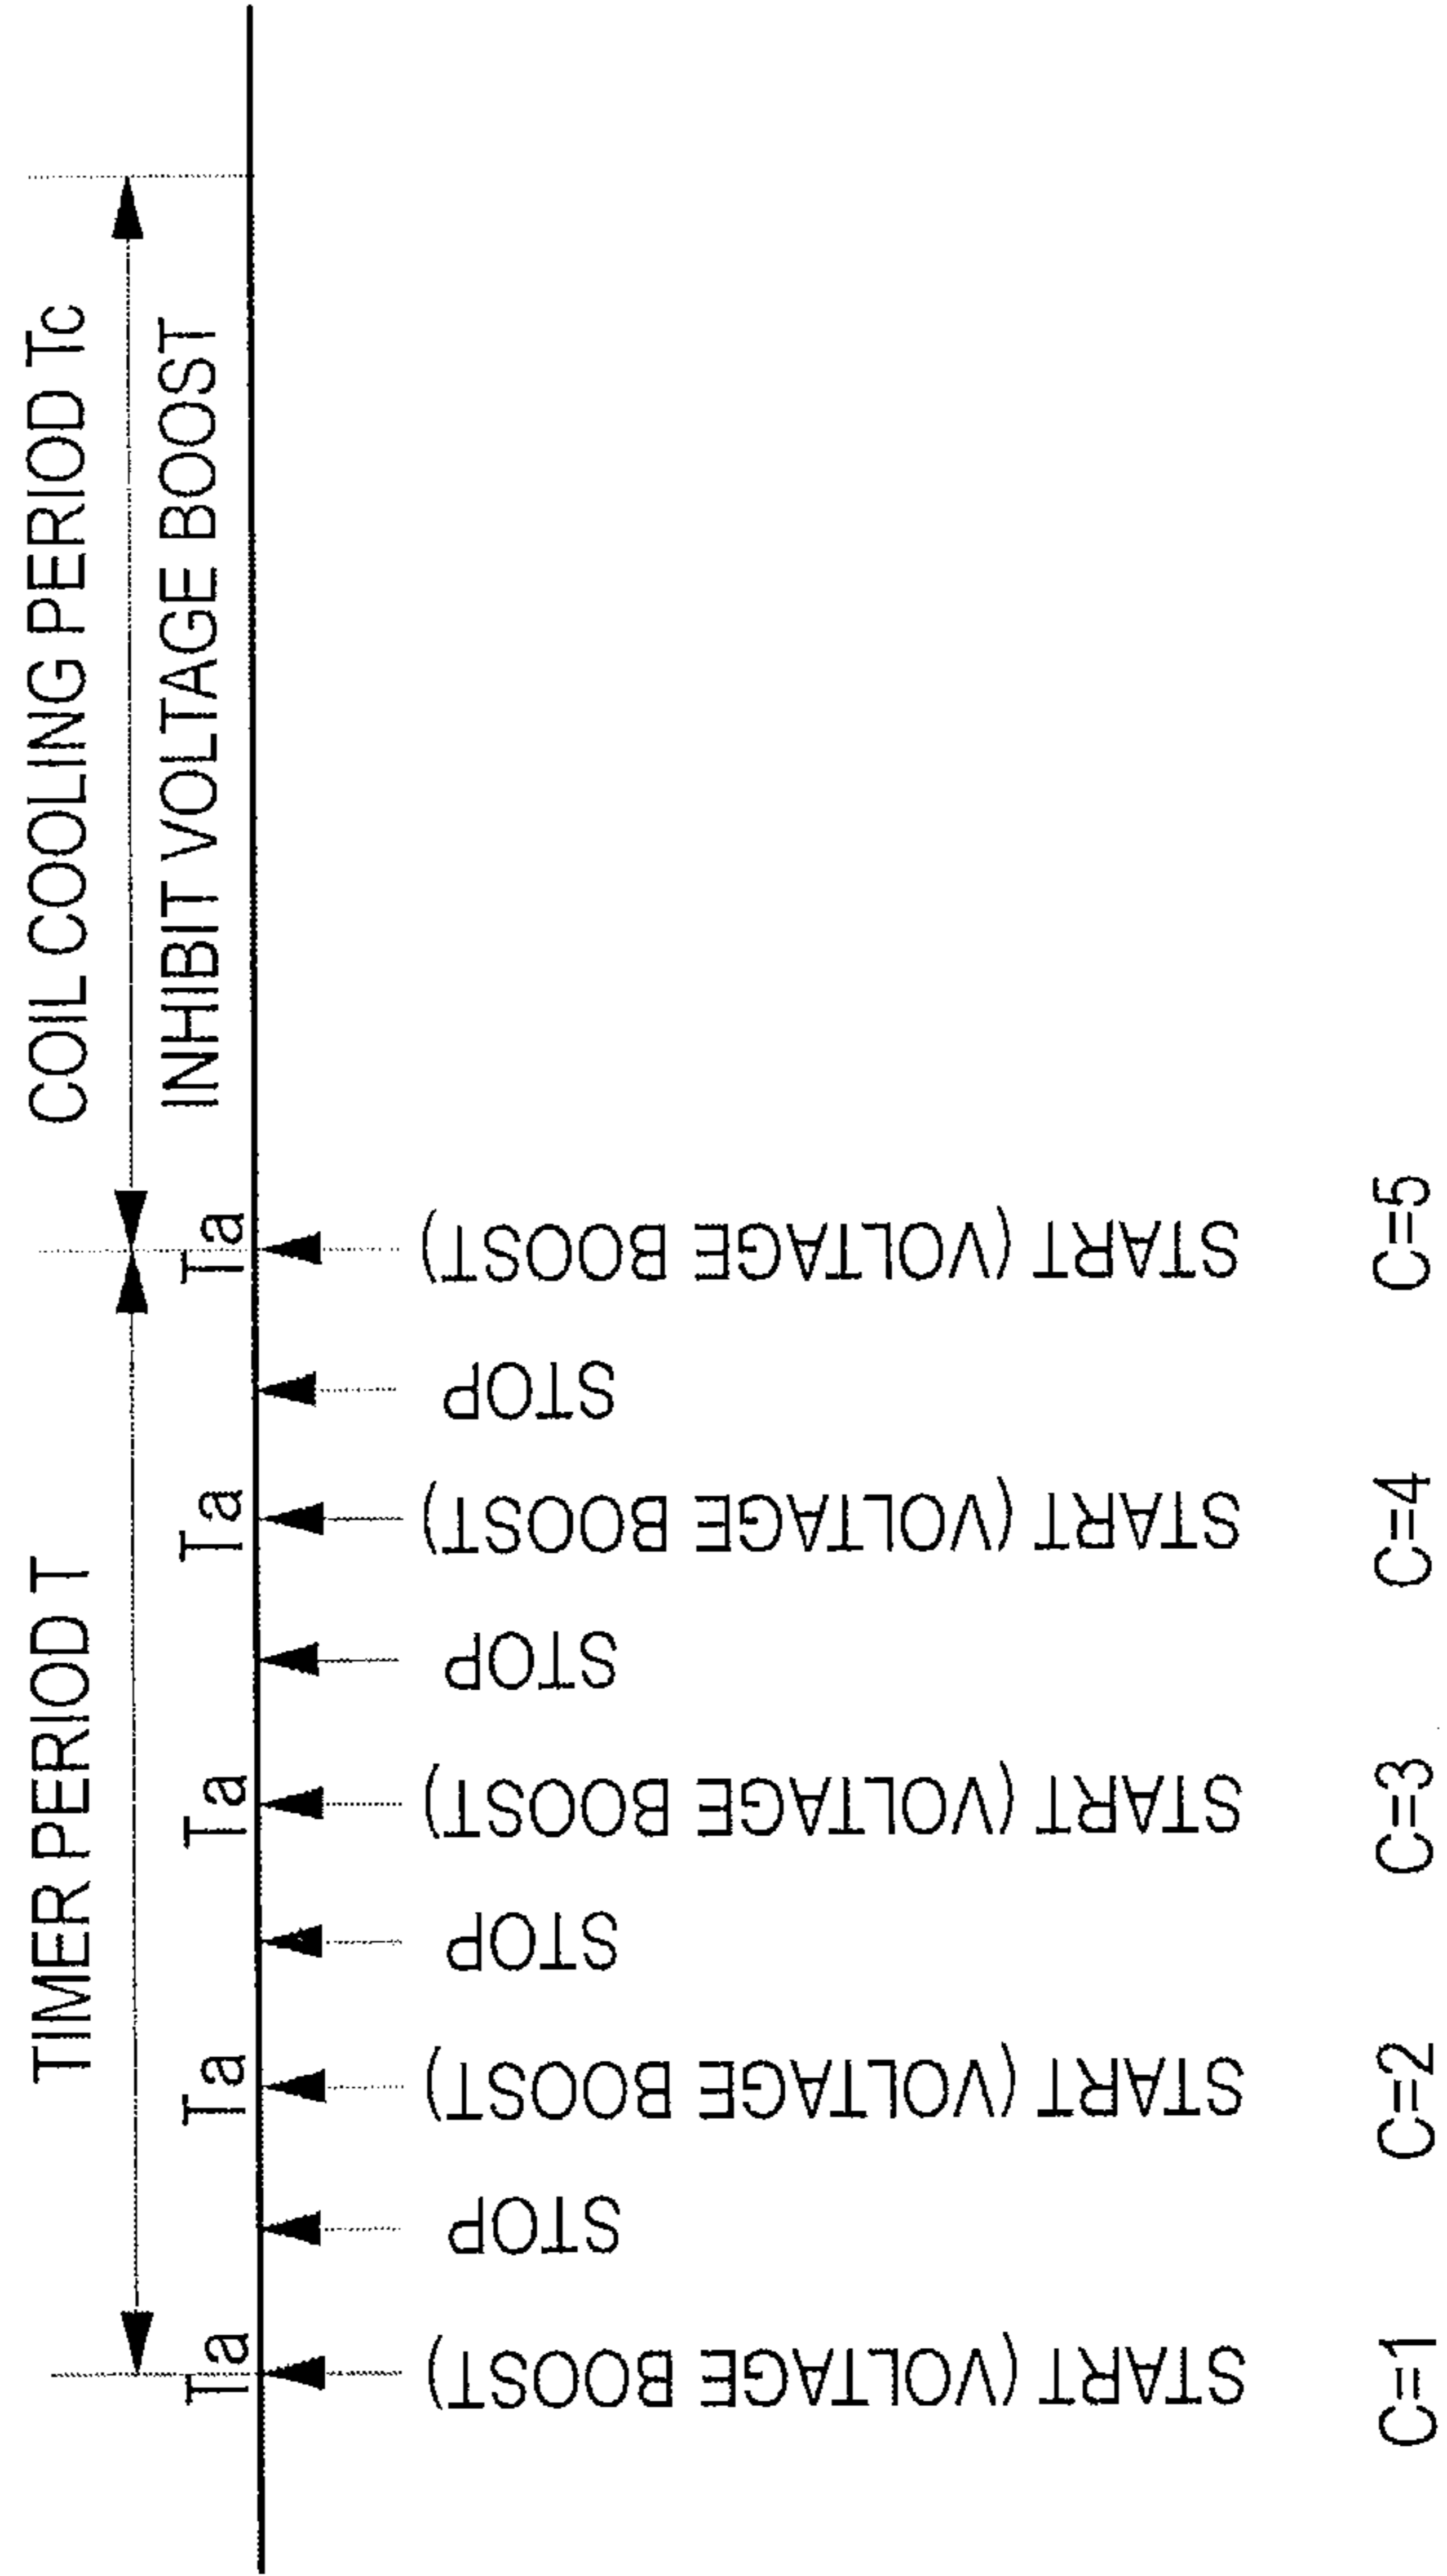 TIMER PERIOD T
COIL COOLING PERIOD Tc
INHIBIT VOLTAGE BOOST
Ta
Ta
Ta
Ta
Ta
START (VOLTAGE BOOST)
STOP
START (VOLTAGE BOOST)
STOP
START (VOLTAGE BOOST)
STOP
START (VOLTAGE BOOST)
STOP
START (VOLTAGE BOOST)
C=1
C=2
C=3
C=4
C=5